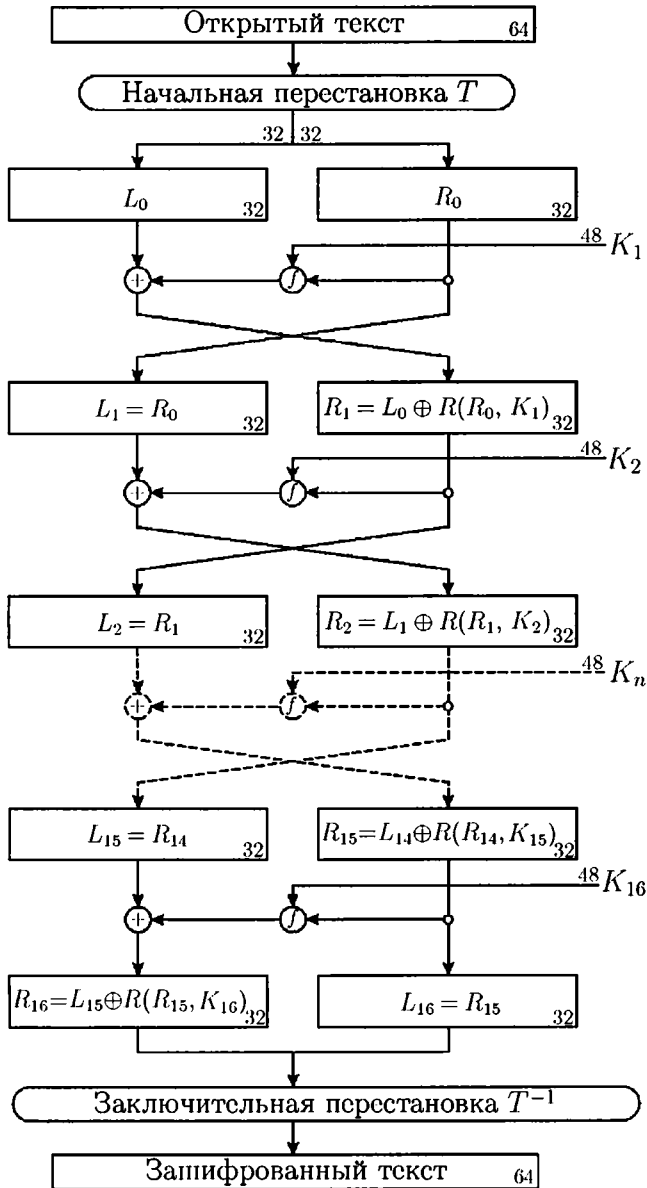 Открытый текст 64
Начальная перестановка T
32 32
L₀ 32
R₀ 32
48 K₁
+ f
L₁ = R₀ 32
R₁ = L₀ ⊕ R(R₀, K₁) 32
48 K₂
+ f
L₂ = R₁ 32
R₂ = L₁ ⊕ R(R₁, K₂) 32
48 Kₙ
+ f
L₁₅ = R₁₄ 32
R₁₅=L₁₄⊕R(R₁₄, K₁₅) 32
48 K₁₆
+ f
R₁₆=L₁₅⊕R(R₁₅, K₁₆) 32
L₁₆ = R₁₅ 32
Заключительная перестановка T⁻¹
Зашифрованный текст 64